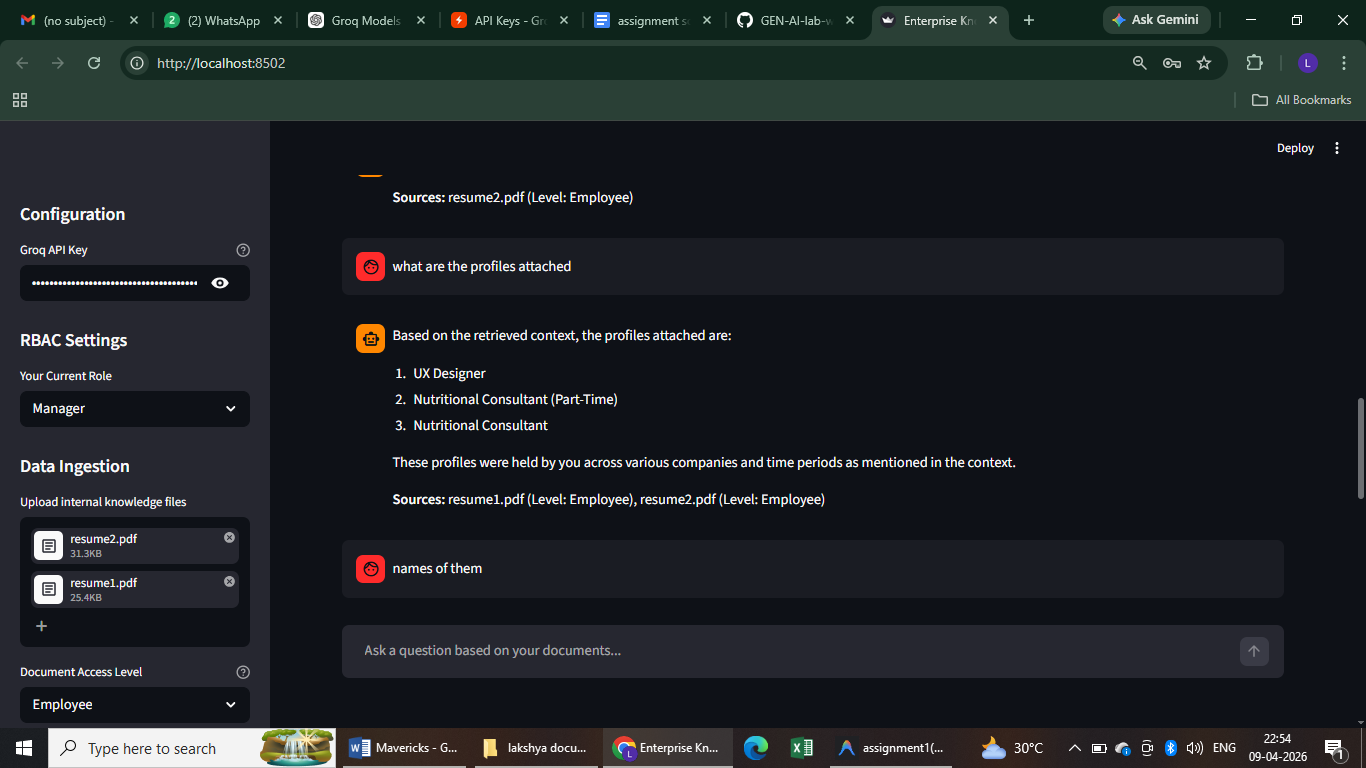 (no subject) -
2
(2) WhatsApp
Groq Models
API Keys - Gro
assignment so
GEN-AI-lab-w
Enterprise Kn
Ask Gemini
http://localhost:8502
L
All Bookmarks
Deploy
Configuration
Groq API Key
••••••••••••••••••••••••••••••••••••••
RBAC Settings
Your Current Role
Manager
Data Ingestion
Upload internal knowledge files
resume2.pdf
31.3KB
resume1.pdf
25.4KB
+
Document Access Level
Employee
Sources: resume2.pdf (Level: Employee)
what are the profiles attached
Based on the retrieved context, the profiles attached are:
1. UX Designer
2. Nutritional Consultant (Part-Time)
3. Nutritional Consultant
These profiles were held by you across various companies and time periods as mentioned in the context.
Sources: resume1.pdf (Level: Employee), resume2.pdf (Level: Employee)
names of them
Ask a question based on your documents...
Type here to search
Mavericks - G...
lakshya docu...
Enterprise Kn...
assignment1(...
30°C
ENG
22:54
09-04-2026
1